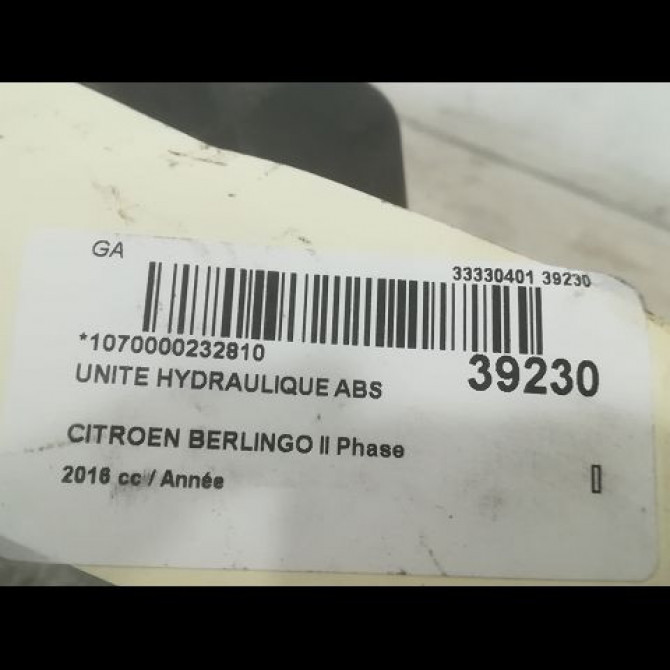 GA
33330401 39230
*1070000232810
39230
UNITE HYDRAULIQUE ABS
CITROEN BERLINGO II Phase
2016 cc / Année